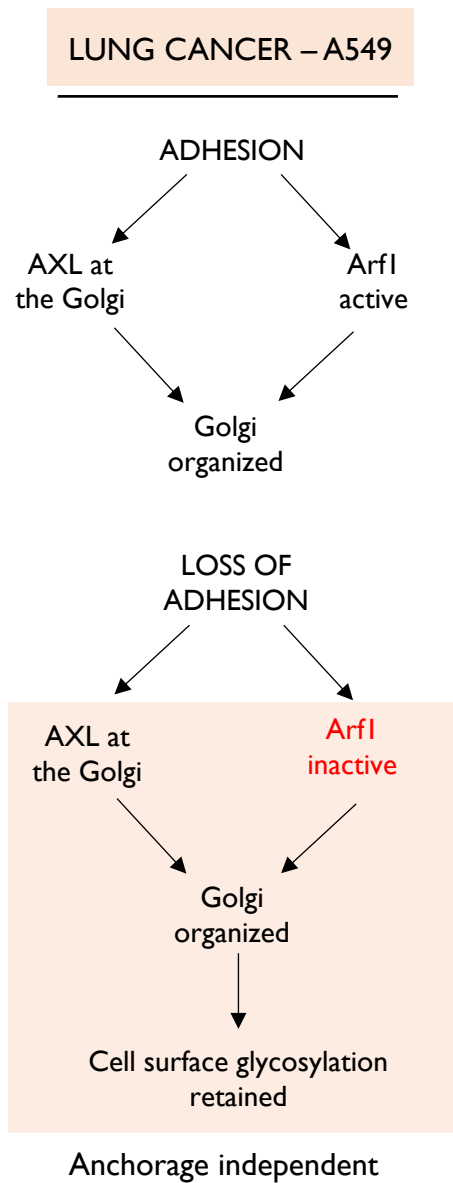 LUNG CANCER – A549
ADHESION
AXL at
the Golgi
Arf1
active
Golgi
organized
LOSS OF
ADHESION
AXL at
the Golgi
Arf1
inactive
Golgi
organized
Cell surface glycosylation
retained
Anchorage independent